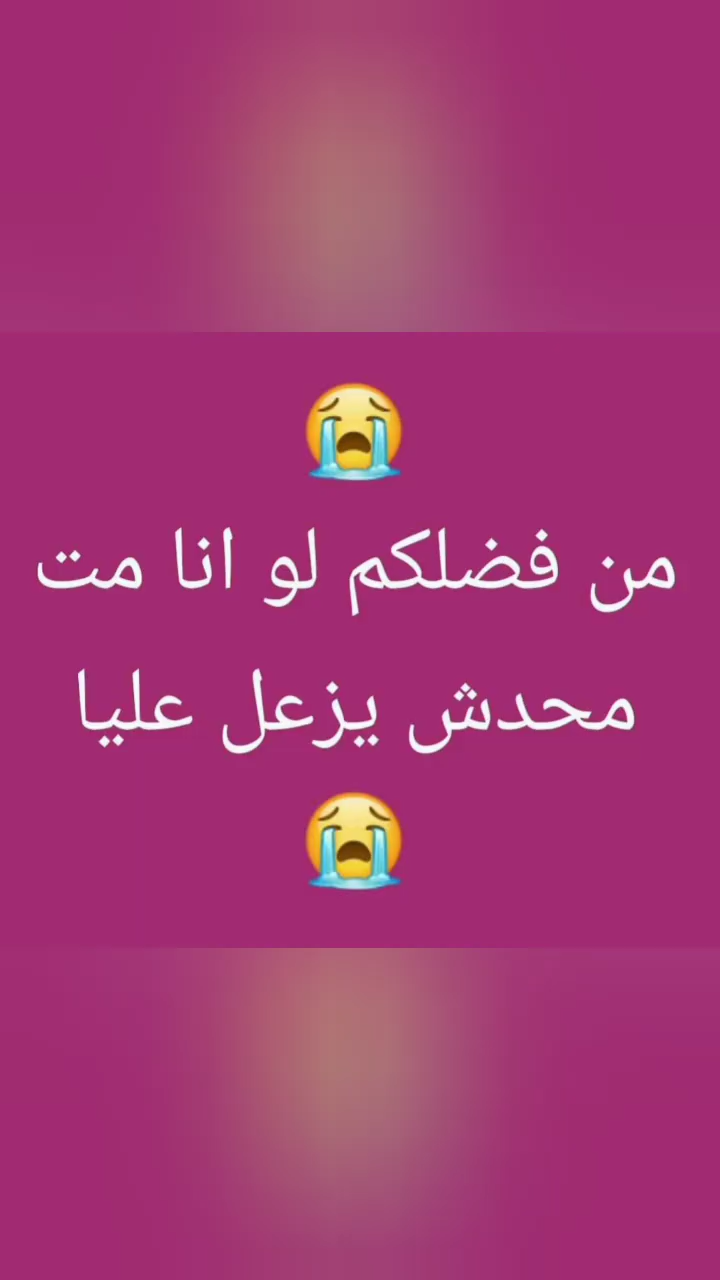 😭
من فضلكم لو انا مت
محدش يزعل عليا
😭